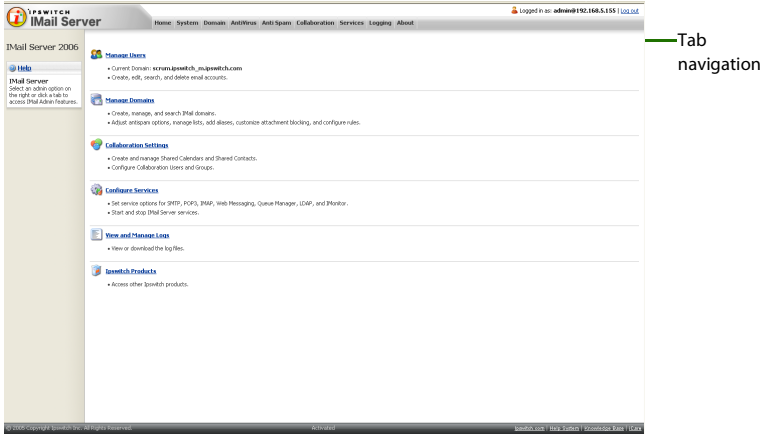 IPSWITCH
IMail Server
Logged in as: admin@192.168.5.155 | Log out
Home System Domain AntiVirus Anti Spam Collaboration Services Logging About
Tab
navigation
IMail Server 2006
Help
IMail Server
Select an admin option on
the right or click a tab to
access IMail Admin features.
Manage Users
• Current Domain: scrum.ipswitch_m.ipswitch.com
• Create, edit, search, and delete email accounts.
Manage Domains
• Create, manage, and search IMail domains.
• Adjust antispam options, manage lists, add aliases, customize attachment blocking, and configure rules.
Collaboration Settings
• Create and manage Shared Calendars and Shared Contacts.
• Configure Collaboration Users and Groups.
Configure Services
• Set service options for SMTP, POP3, IMAP, Web Messaging, Queue Manager, LDAP, and IMonitor.
• Start and stop IMail Server services.
View and Manage Logs
• View or download the log files.
Ipswitch Products
• Access other Ipswitch products.
© 2005 Copyright Ipswitch Inc. All Rights Reserved. Activated ipswitch.com | Help System | Knowledge Base | iCare